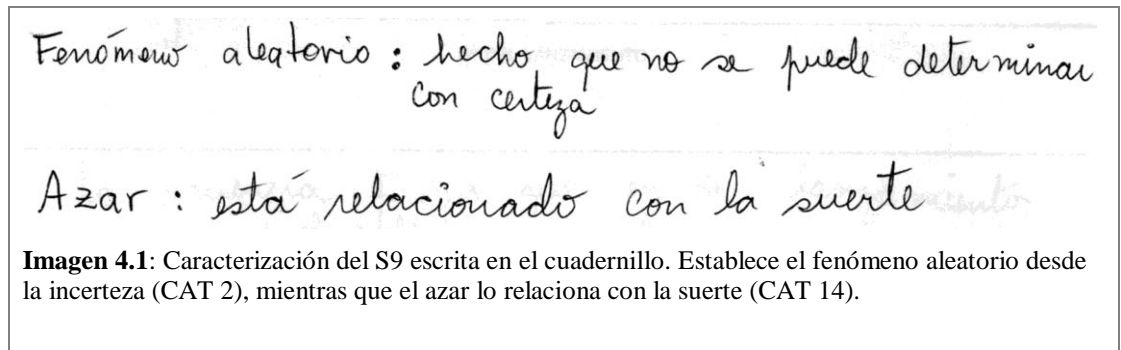 Fenómeno aleatorio : hecho que no se puede determinar
con certeza
Azar : está relacionado con la suerte
Imagen 4.1: Caracterización del S9 escrita en el cuadernillo. Establece el fenómeno aleatorio desde
la incerteza (CAT 2), mientras que el azar lo relaciona con la suerte (CAT 14).